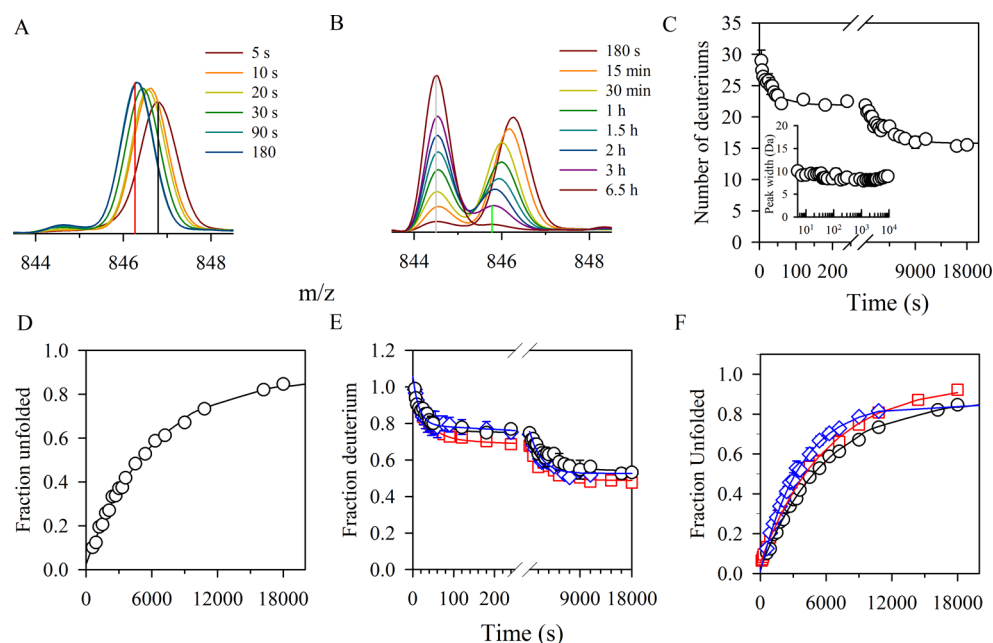 A
5 s
10 s
20 s
30 s
90 s
180
844
846
848
B
180 s
15 min
30 min
1 h
1.5 h
2 h
3 h
6.5 h
844
846
848
m/z
C
Number of deuteriums
35
30
25
20
15
10
5
0
Peak width (Da)
20
15
10
5
0
10¹ 10² 10³ 10⁴
0 100 200 9000 18000
Time (s)
D
Fraction unfolded
1.0
0.8
0.6
0.4
0.2
0.0
0 6000 12000 18000
E
Fraction deuterium
1.2
1.0
0.8
0.6
0.4
0.2
0.0
0 100 200 9000 18000
Time (s)
F
Fraction Unfolded
1.0
0.8
0.6
0.4
0.2
0.0
0 6000 12000 18000